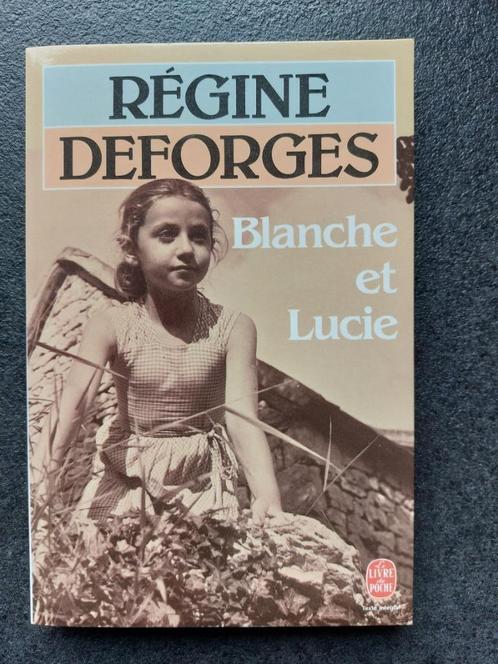 RÉGINE
DEFORGES
Blanche
et
Lucie
Le
LIVRE
de
POCHE
Texte intégral